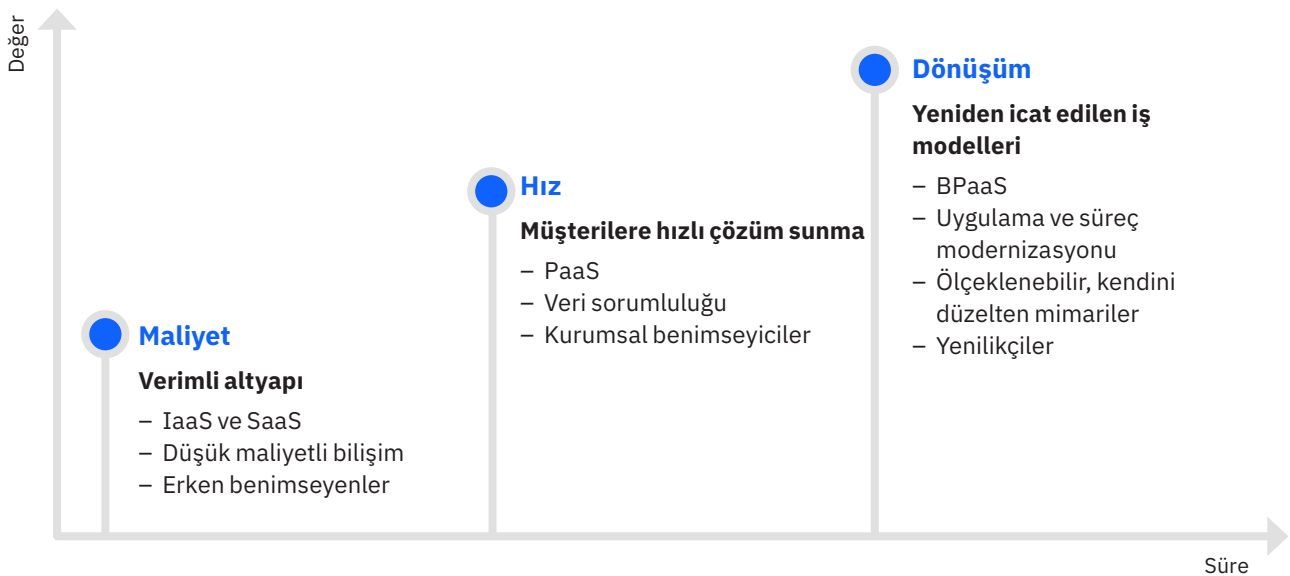 Değer
Maliyet
Verimli altyapı
– IaaS ve SaaS
– Düşük maliyetli bilişim
– Erken benimseyenler
Hız
Müşterilere hızlı çözüm sunma
– PaaS
– Veri sorumluluğu
– Kurumsal benimseyiciler
Dönüşüm
Yeniden icat edilen iş
modelleri
– BPaaS
– Uygulama ve süreç
modernizasyonu
– Ölçeklenebilir, kendini
düzelten mimariler
– Yenilikçiler
Süre